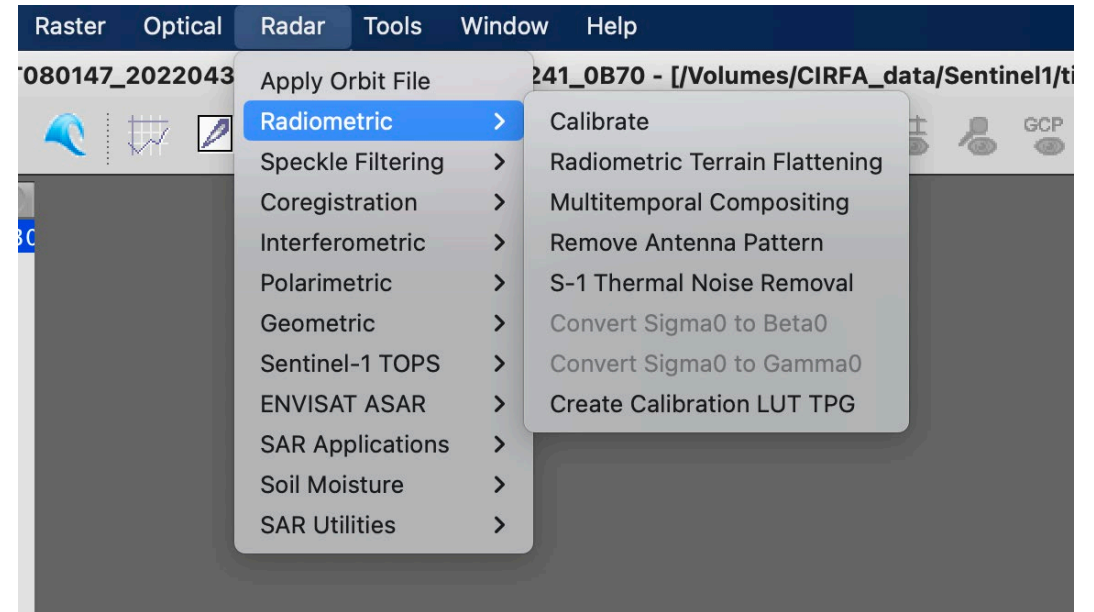 Raster Optical Radar Tools Window Help
T080147_2022043
241_0B70 - [/Volumes/CIRFA_data/Sentinel1/ti
GCP
Apply Orbit File
Radiometric
Speckle Filtering
Coregistration
Interferometric
Polarimetric
Geometric
Sentinel-1 TOPS
ENVISAT ASAR
SAR Applications
Soil Moisture
SAR Utilities
Calibrate
Radiometric Terrain Flattening
Multitemporal Compositing
Remove Antenna Pattern
S-1 Thermal Noise Removal
Convert Sigma0 to Beta0
Convert Sigma0 to Gamma0
Create Calibration LUT TPG